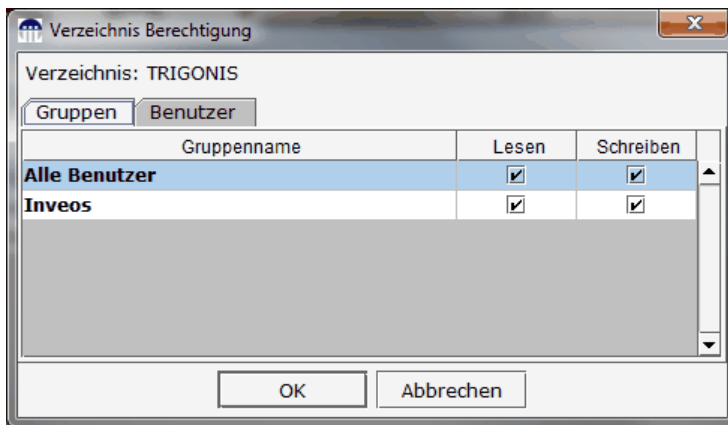 Verzeichnis Berechtigung
Verzeichnis: TRIGONIS
Gruppen Benutzer
Gruppenname Lesen Schreiben
Alle Benutzer
Inveos
OK Abbrechen